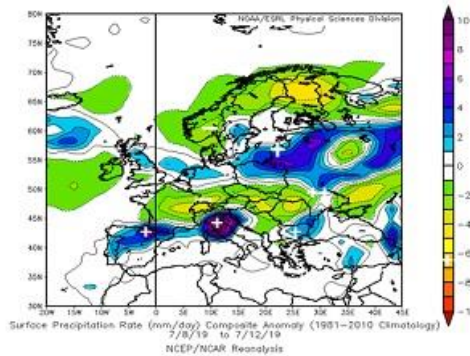 NOAA/ESRL Physical Sciences Division
80N
75N
70N
65N
60N
55N
50N
45N
40N
35N
30N
20W 15W 10W 5W 0 5E 10E 15E 20E 25E 30E 35E 40E 45E
10
8
6
4
2
0
-2
-4
-6
-8
Surface Precipitation Rate (mm/day) Composite Anomaly (1981-2010 Climatology)
7/8/19 to 7/12/19
NCEP/NCAR Reanalysis